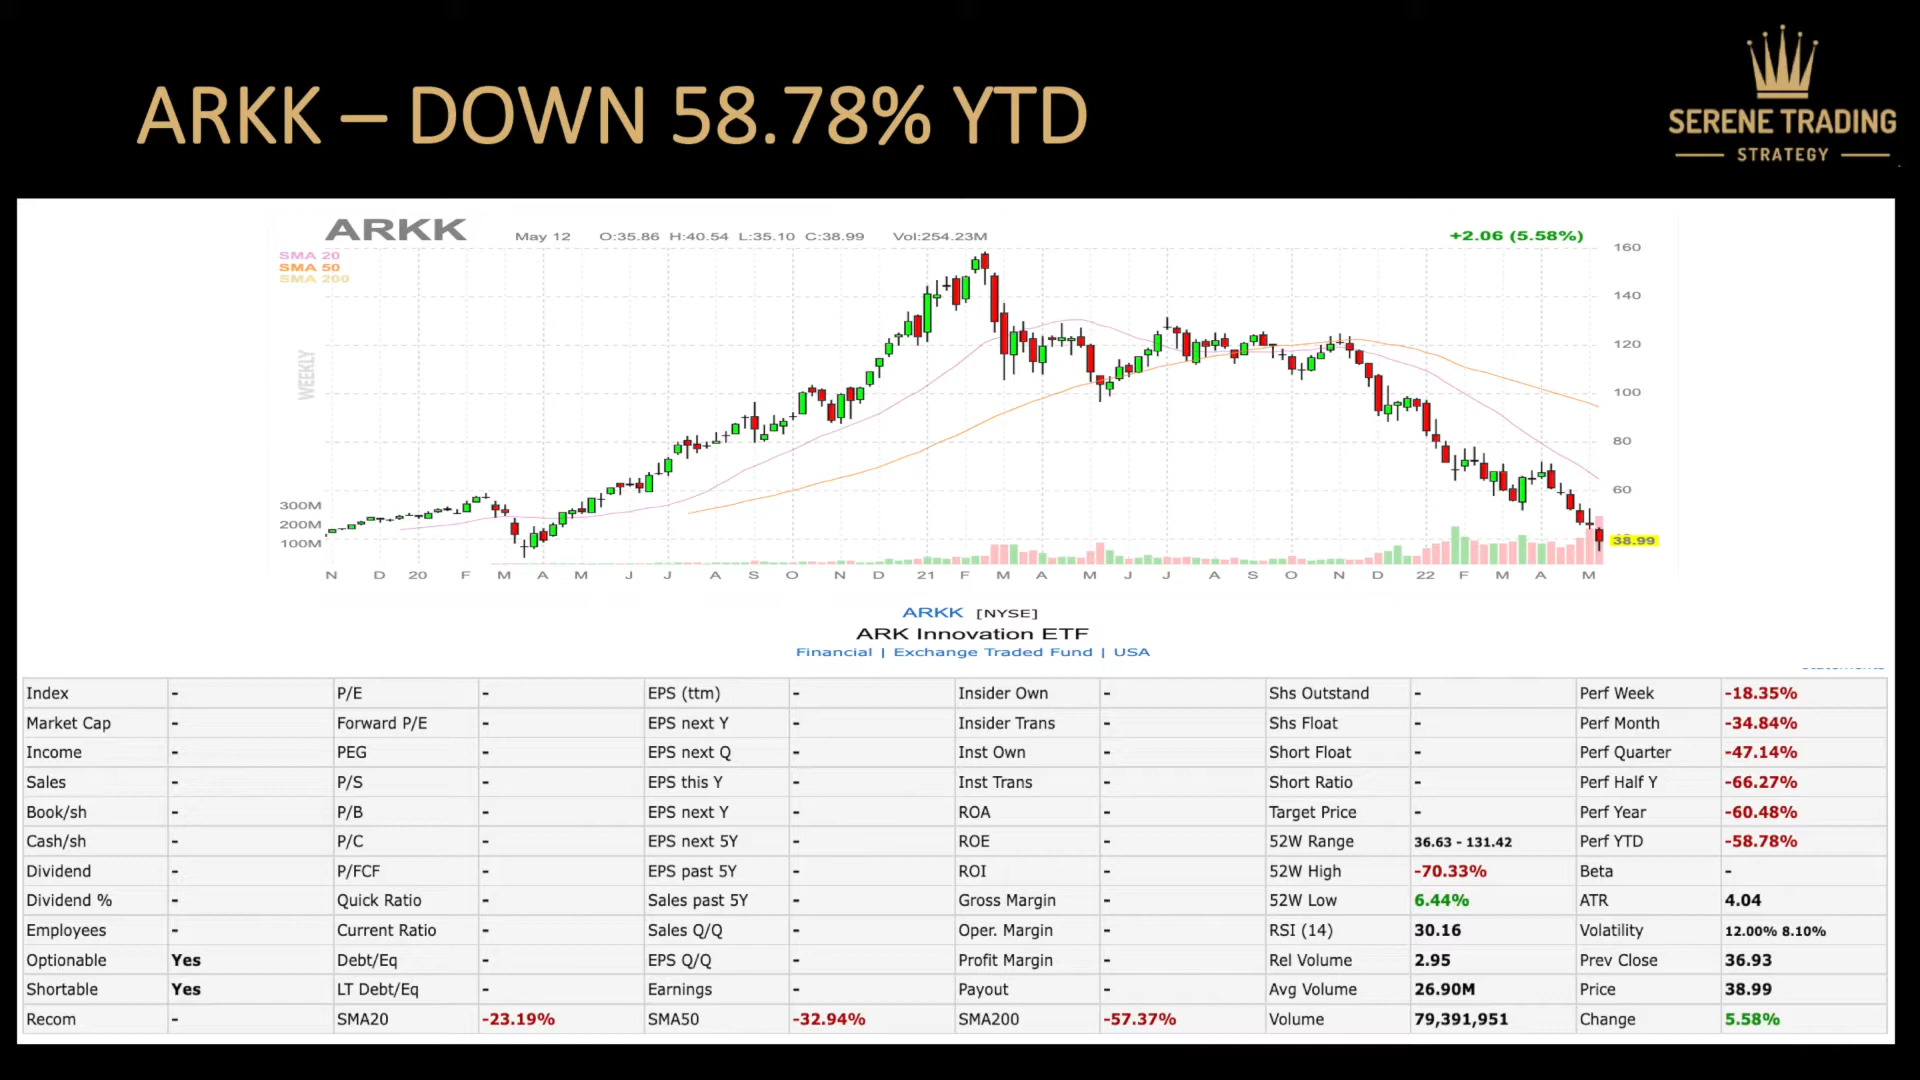 ARKK – DOWN 58.78% YTD
SERENE TRADING
STRATEGY
ARKK May 12 O:35.86 H:40.54 L:35.10 C:38.99 Vol:254.23M +2.06 (5.58%)
SMA 20
SMA 50
SMA 200
WEEKLY
160
140
120
100
80
60
38.99
300M
200M
100M
N D 20 F M A M J J A S O N D 21 F M A M J J A S O N D 22 F M A M
ARKK [NYSE]
ARK Innovation ETF
Financial | Exchange Traded Fund | USA
Index - P/E - EPS (ttm) - Insider Own - Shs Outstand - Perf Week -18.35%
Market Cap - Forward P/E - EPS next Y - Insider Trans - Shs Float - Perf Month -34.84%
Income - PEG - EPS next Q - Inst Own - Short Float - Perf Quarter -47.14%
Sales - P/S - EPS this Y - Inst Trans - Short Ratio - Perf Half Y -66.27%
Book/sh - P/B - EPS next Y - ROA - Target Price - Perf Year -60.48%
Cash/sh - P/C - EPS next 5Y - ROE - 52W Range 36.63 - 131.42 Perf YTD -58.78%
Dividend - P/FCF - EPS past 5Y - ROI - 52W High -70.33% Beta -
Dividend % - Quick Ratio - Sales past 5Y - Gross Margin - 52W Low 6.44% ATR 4.04
Employees - Current Ratio - Sales Q/Q - Oper. Margin - RSI (14) 30.16 Volatility 12.00% 8.10%
Optionable Yes Debt/Eq - EPS Q/Q - Profit Margin - Rel Volume 2.95 Prev Close 36.93
Shortable Yes LT Debt/Eq - Earnings - Payout - Avg Volume 26.90M Price 38.99
Recom - SMA20 -23.19% SMA50 -32.94% SMA200 -57.37% Volume 79,391,951 Change 5.58%